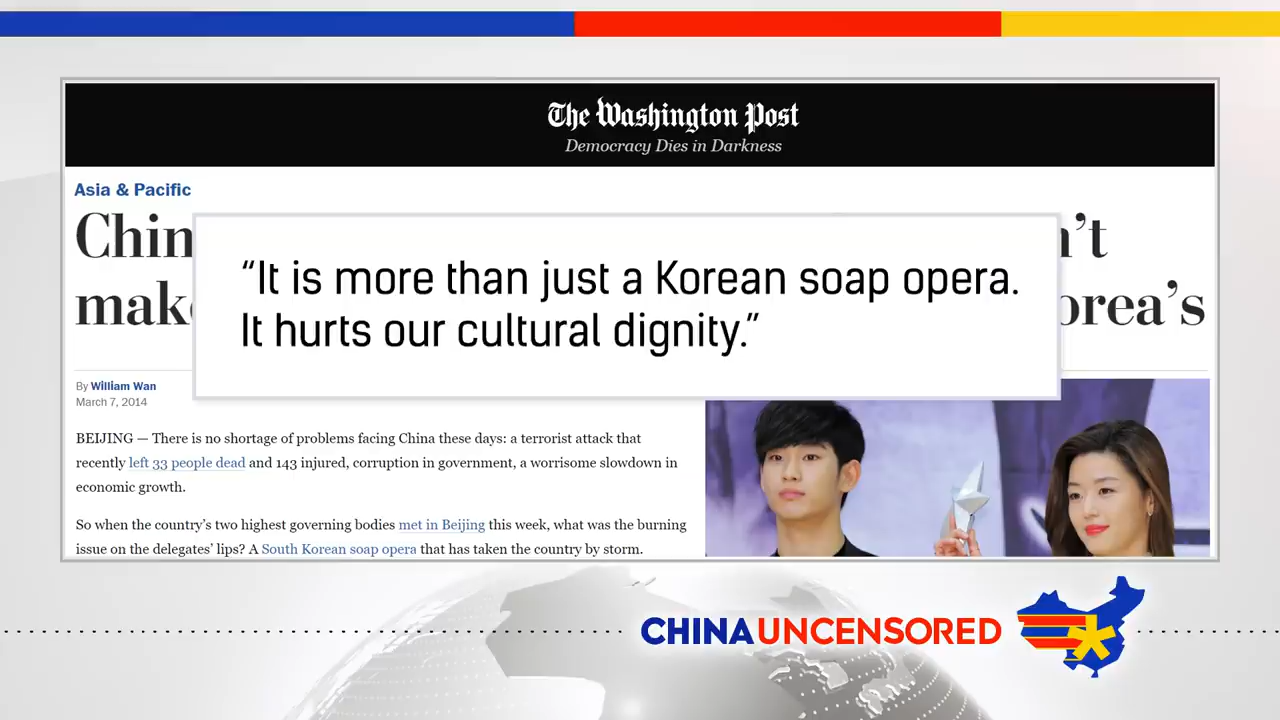 The Washington Post
Democracy Dies in Darkness
Asia & Pacific
“It is more than just a Korean soap opera.
It hurts our cultural dignity.”
By William Wan
March 7, 2014
BEIJING — There is no shortage of problems facing China these days: a terrorist attack that
recently left 33 people dead and 143 injured, corruption in government, a worrisome slowdown in
economic growth.
So when the country’s two highest governing bodies met in Beijing this week, what was the burning
issue on the delegates’ lips? A South Korean soap opera that has taken the country by storm.
CHINA UNCENSORED